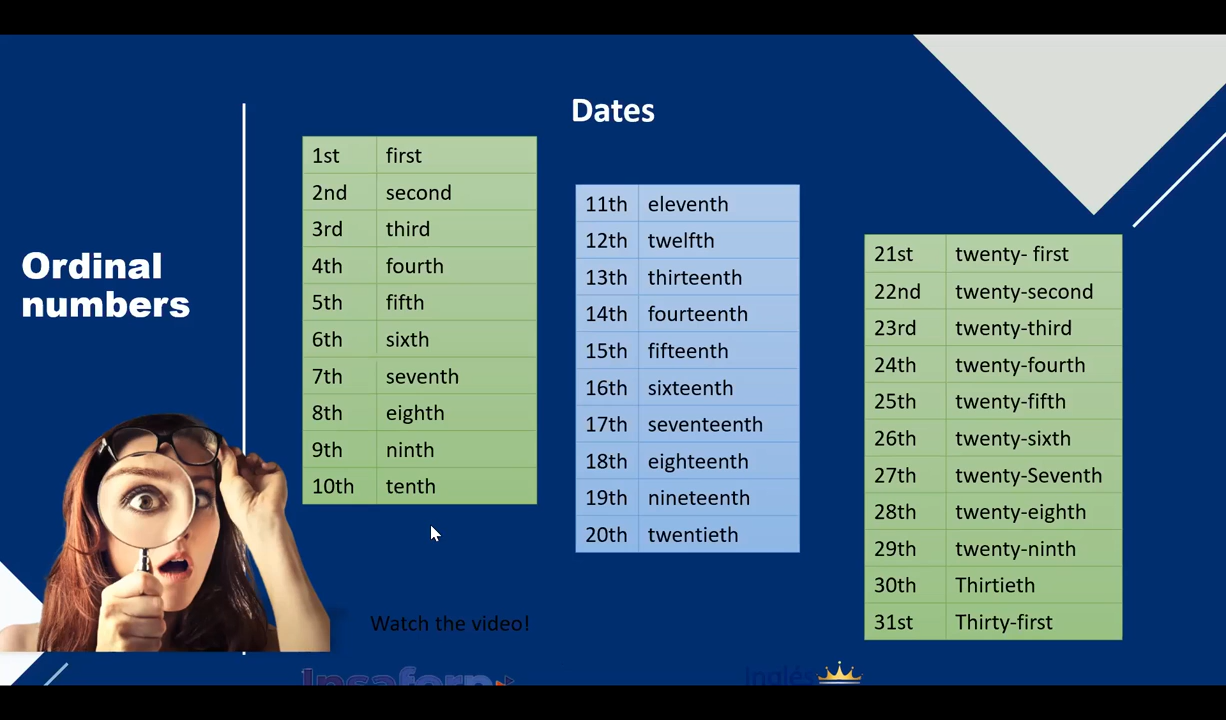 Dates
Ordinal
numbers
1st first
2nd second
3rd third
4th fourth
5th fifth
6th sixth
7th seventh
8th eighth
9th ninth
10th tenth
11th eleventh
12th twelfth
13th thirteenth
14th fourteenth
15th fifteenth
16th sixteenth
17th seventeenth
18th eighteenth
19th nineteenth
20th twentieth
21st twenty- first
22nd twenty-second
23rd twenty-third
24th twenty-fourth
25th twenty-fifth
26th twenty-sixth
27th twenty-Seventh
28th twenty-eighth
29th twenty-ninth
30th Thirtieth
31st Thirty-first
Watch the video!
Insaforp
Inglés